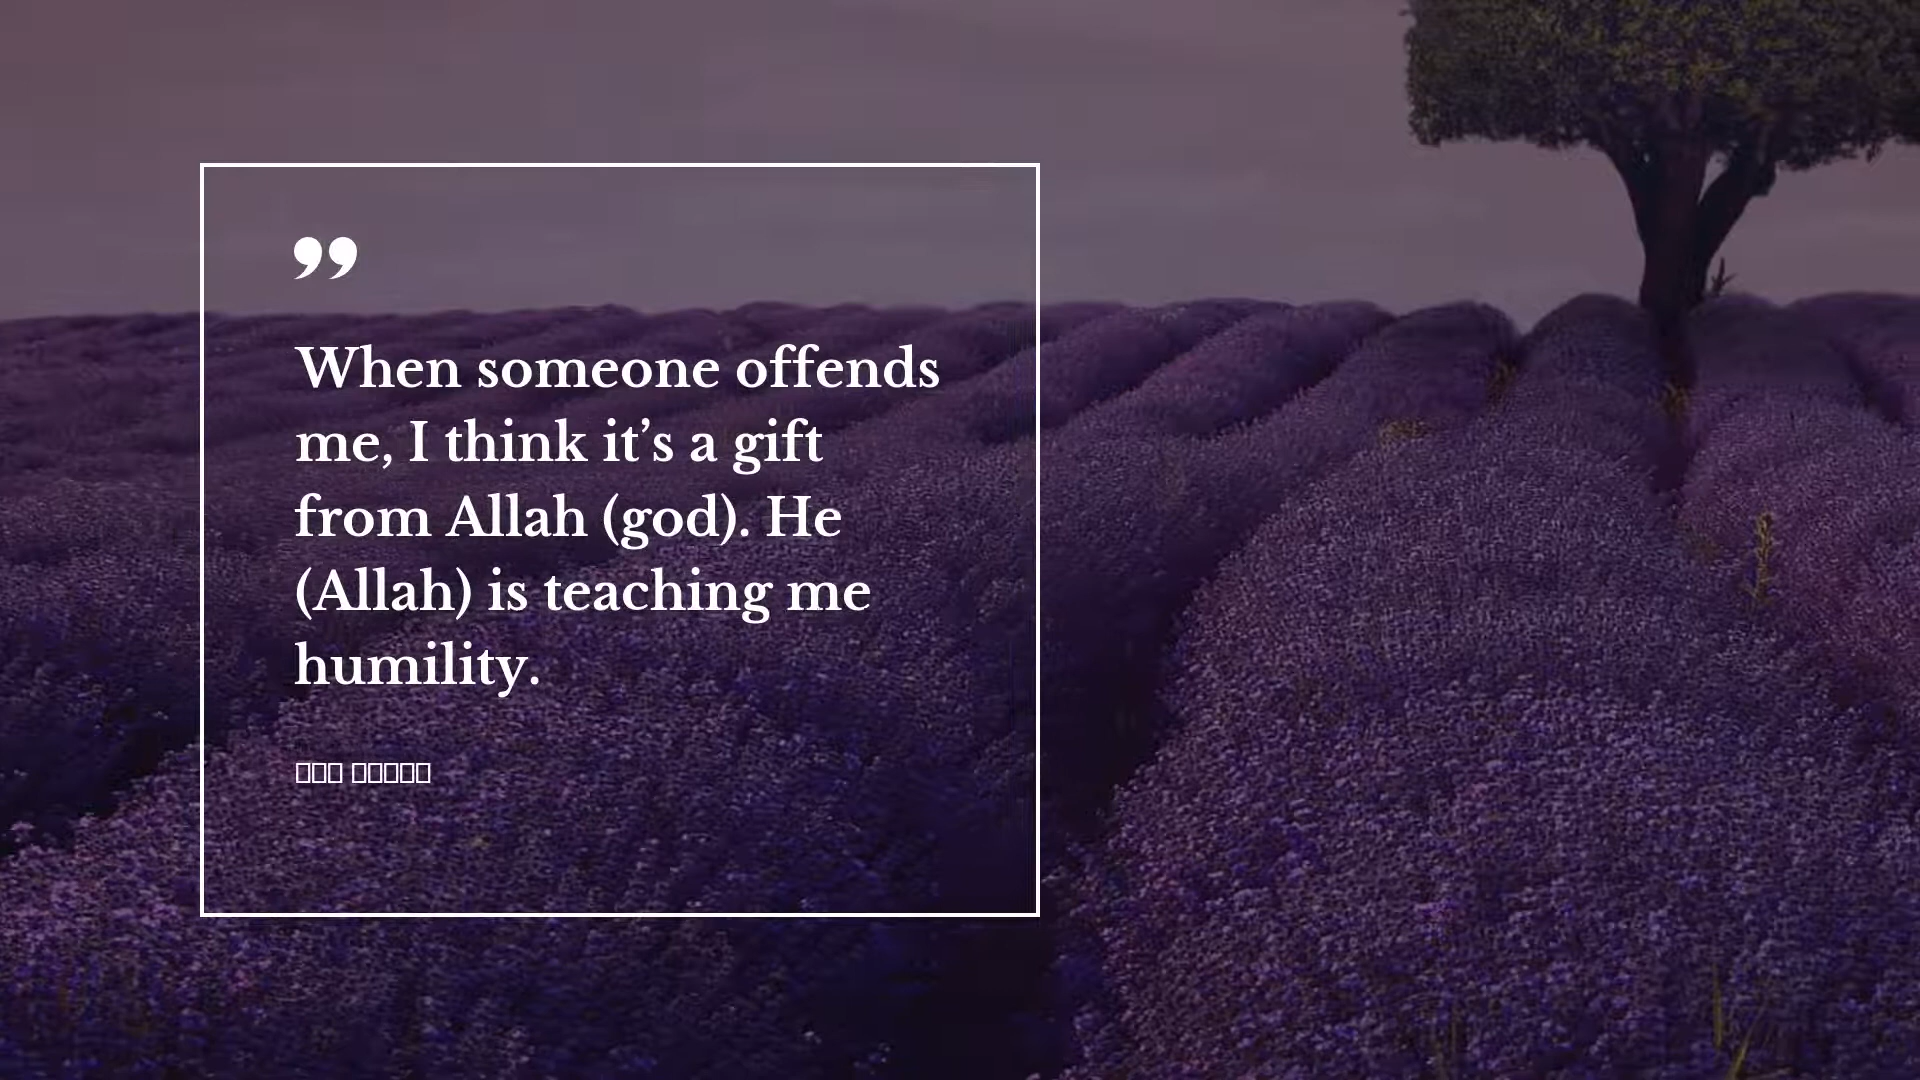 ”
When someone offends
me, I think it’s a gift
from Allah (god). He
(Allah) is teaching me
humility.